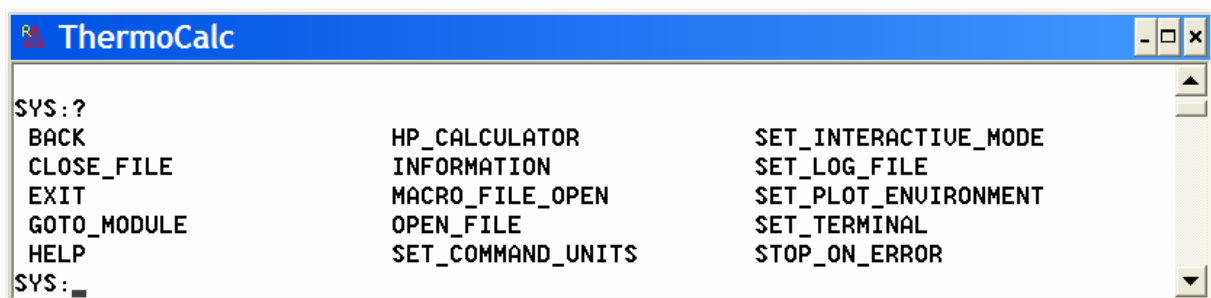 ThermoCalc
SYS:?
BACK HP_CALCULATOR SET_INTERACTIVE_MODE
CLOSE_FILE INFORMATION SET_LOG_FILE
EXIT MACRO_FILE_OPEN SET_PLOT_ENVIRONMENT
GOTO_MODULE OPEN_FILE SET_TERMINAL
HELP SET_COMMAND_UNITS STOP_ON_ERROR
SYS:_